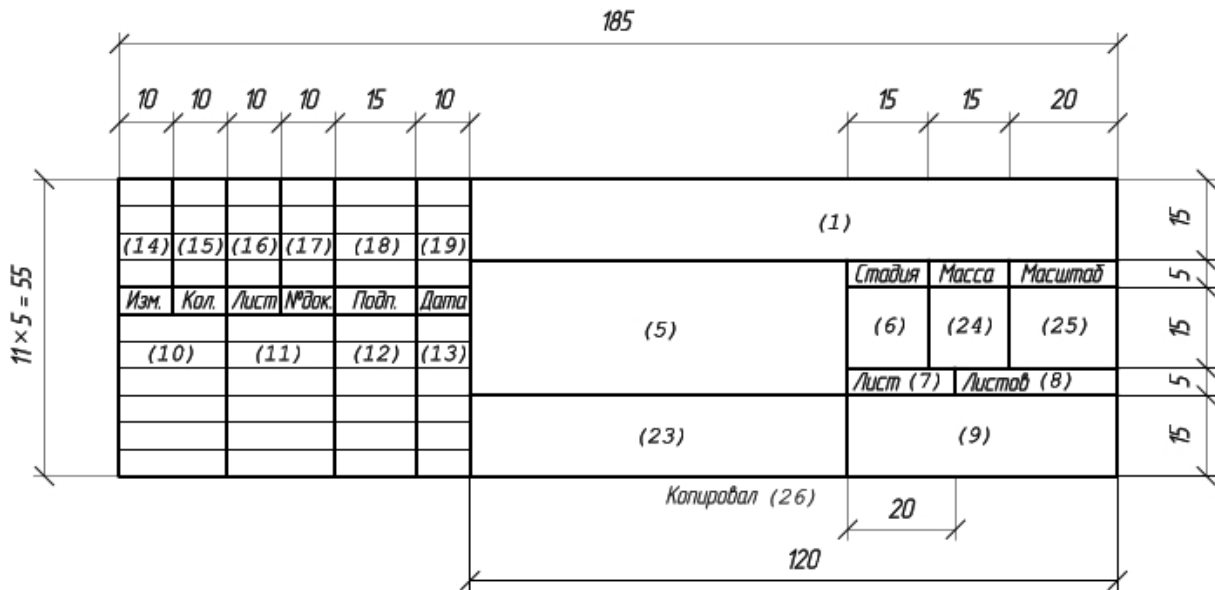 185
10 10 10 10 15 10 15 15 20
(1)
15
(14) (15) (16) (17) (18) (19)
Стадия Масса Масштаб
5
Изм. Кол. Лист №док. Подп. Дата
11 × 5 = 55
(10) (11) (12) (13)
(5)
(6) (24) (25)
15
Лист (7) Листов (8)
5
(23)
(9)
15
Копировал (26)
20
120